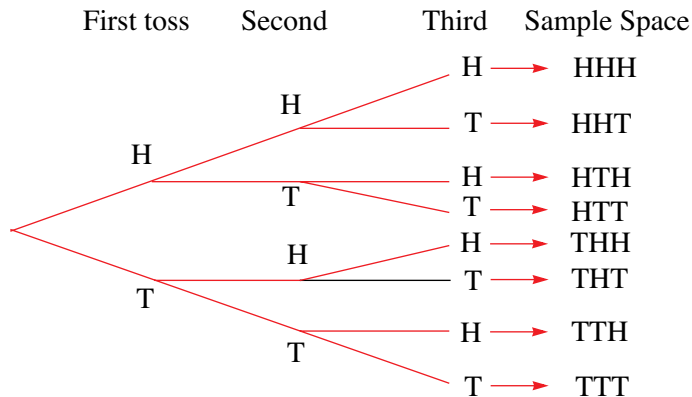 First toss Second Third Sample Space
H HHH
H
T HHT
H
H HTH
T
T HTT
H THH
H
T THT
T
H TTH
T
T TTT